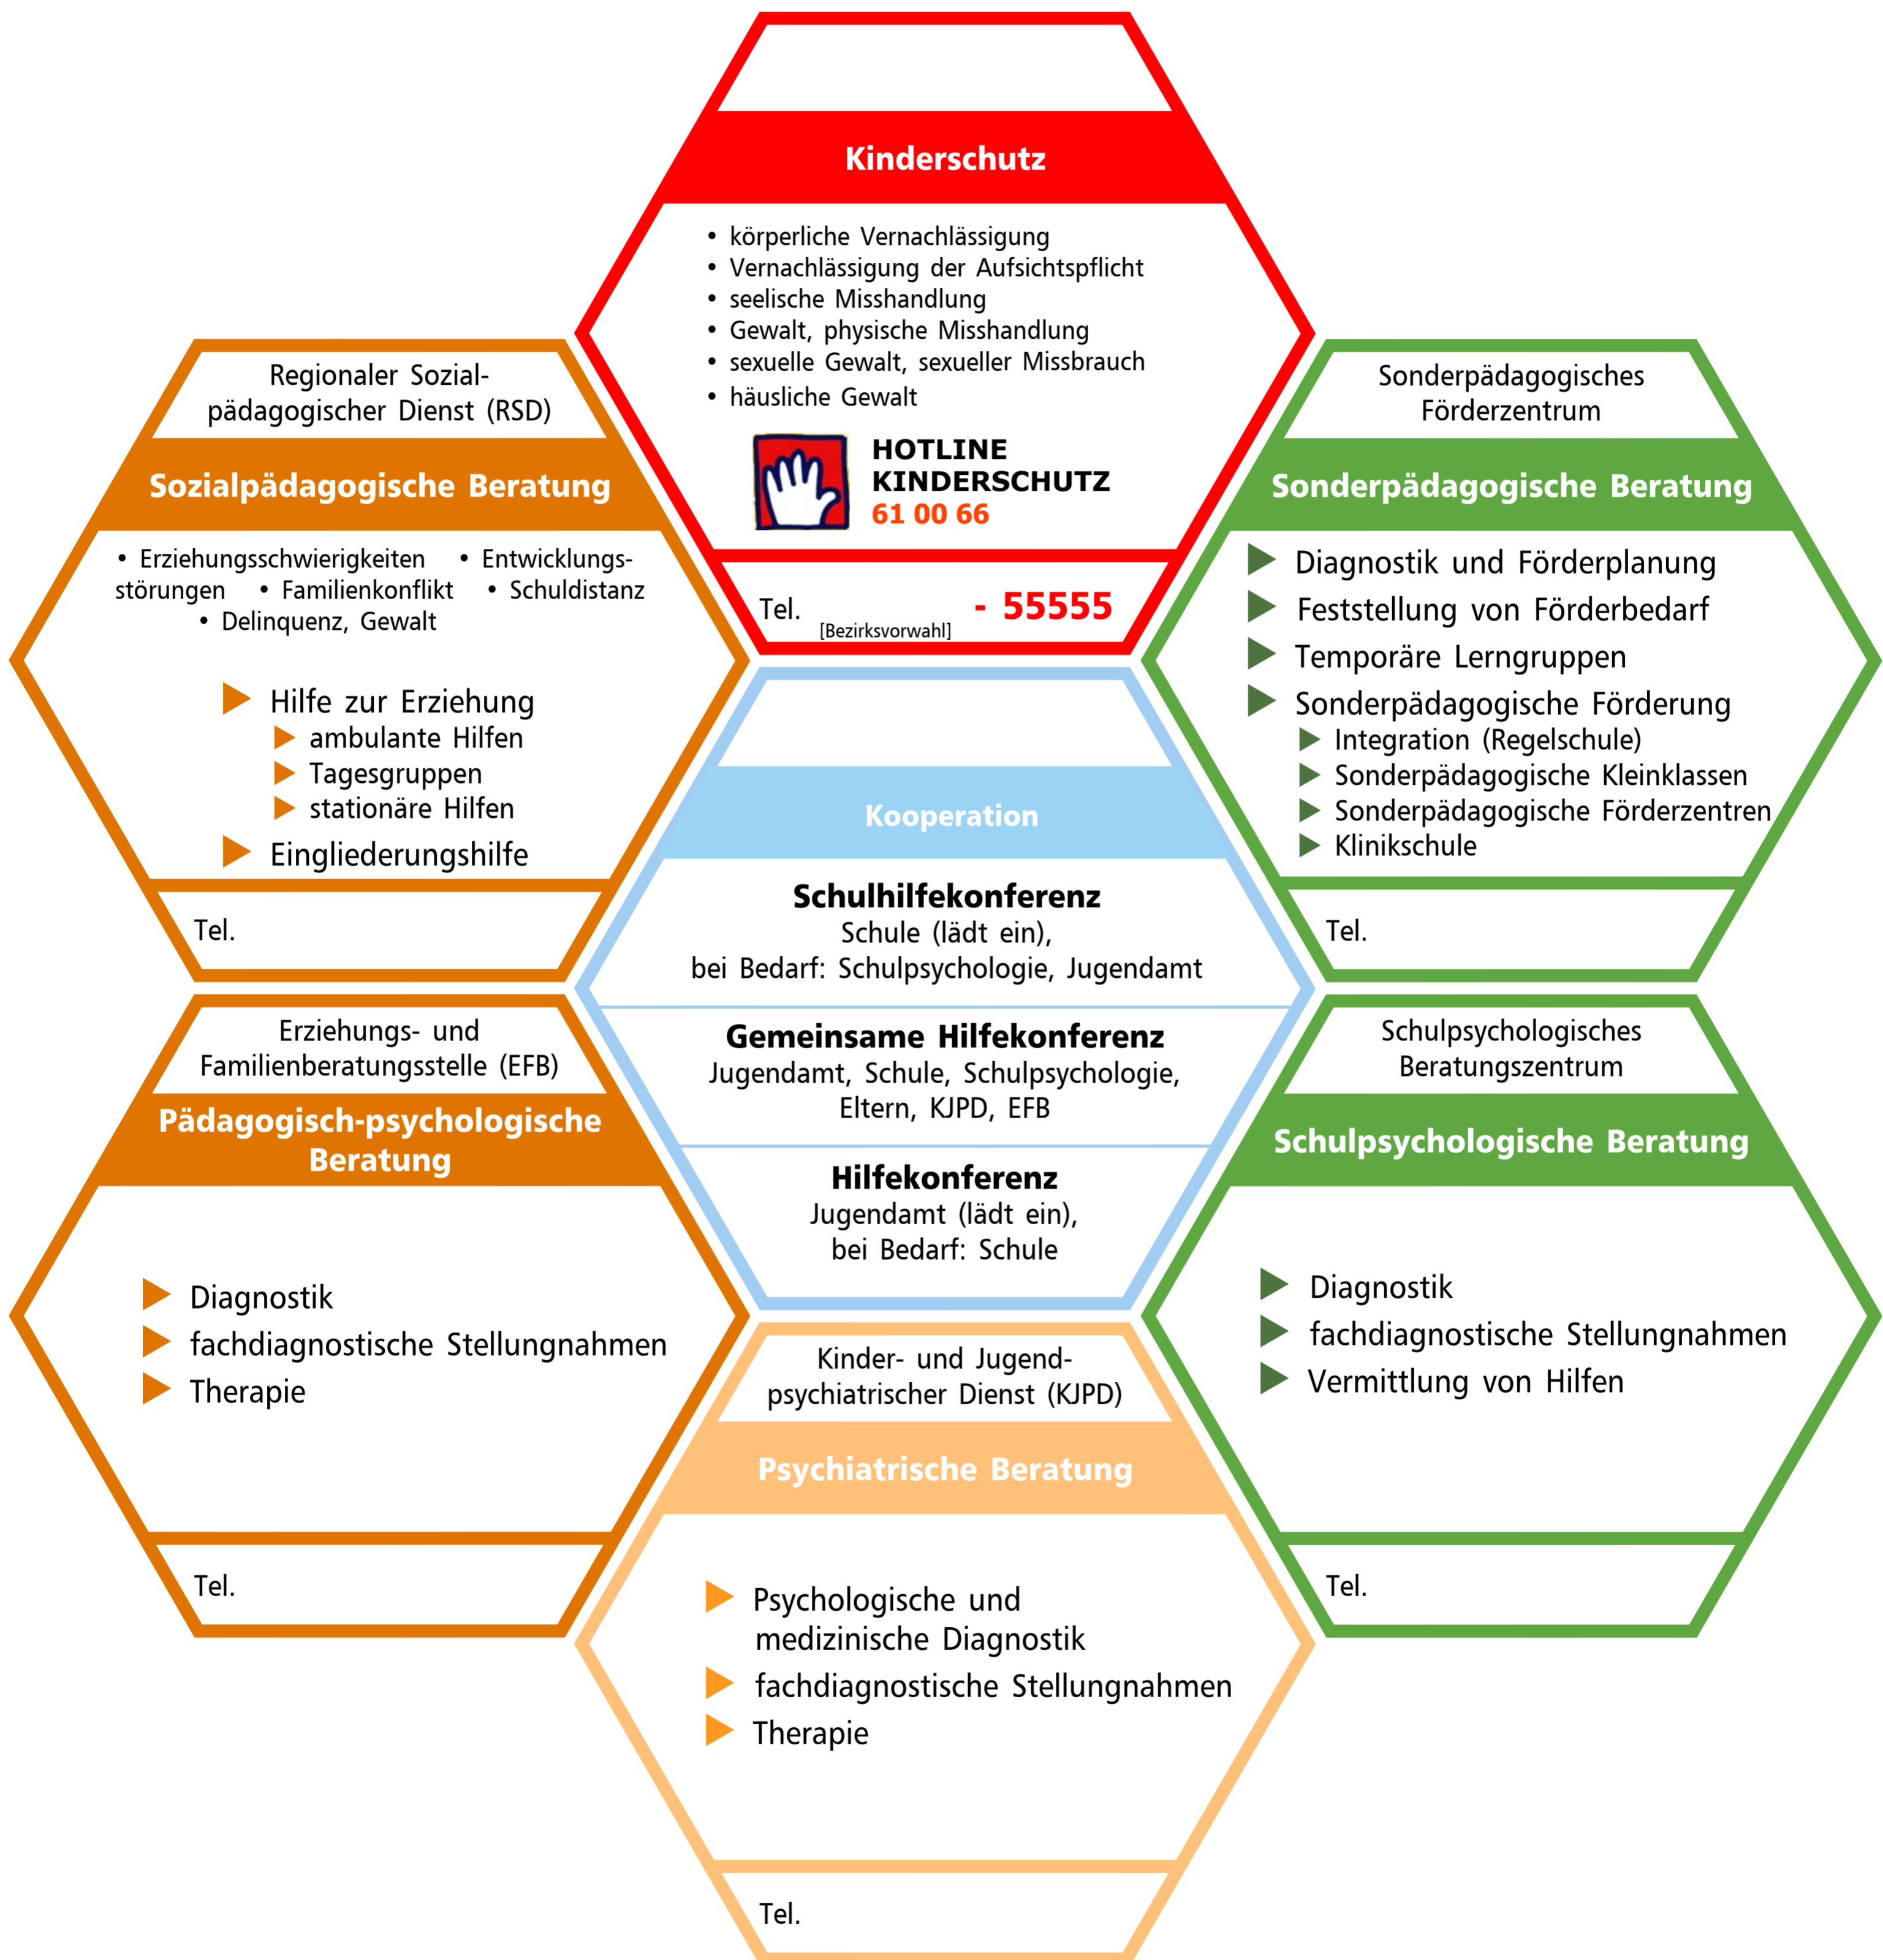 Kinderschutz
• körperliche Vernachlässigung
• Vernachlässigung der Aufsichtspflicht
• seelische Misshandlung
• Gewalt, physische Misshandlung
• sexuelle Gewalt, sexueller Missbrauch
• häusliche Gewalt
HOTLINE
KINDERSCHUTZ
61 00 66
Tel. - 55555
[Bezirksvorwahl]
Regionaler Sozial-
pädagogischer Dienst (RSD)
Sozialpädagogische Beratung
• Erziehungsschwierigkeiten • Entwicklungs-
störungen • Familienkonflikt • Schuldistanz
• Delinquenz, Gewalt
Hilfe zur Erziehung
ambulante Hilfen
Tagesgruppen
stationäre Hilfen
Eingliederungshilfe
Tel.
Sonderpädagogisches
Förderzentrum
Sonderpädagogische Beratung
Diagnostik und Förderplanung
Feststellung von Förderbedarf
Temporäre Lerngruppen
Sonderpädagogische Förderung
Integration (Regelschule)
Sonderpädagogische Kleinklassen
Sonderpädagogische Förderzentren
Klinikschule
Tel.
Kooperation
Schulhilfekonferenz
Schule (lädt ein),
bei Bedarf: Schulpsychologie, Jugendamt
Gemeinsame Hilfekonferenz
Jugendamt, Schule, Schulpsychologie,
Eltern, KJPD, EFB
Hilfekonferenz
Jugendamt (lädt ein),
bei Bedarf: Schule
Erziehungs- und
Familienberatungsstelle (EFB)
Pädagogisch-psychologische
Beratung
Diagnostik
fachdiagnostische Stellungnahmen
Therapie
Tel.
Schulpsychologisches
Beratungszentrum
Schulpsychologische Beratung
Diagnostik
fachdiagnostische Stellungnahmen
Vermittlung von Hilfen
Tel.
Kinder- und Jugend-
psychiatrischer Dienst (KJPD)
Psychiatrische Beratung
Psychologische und
medizinische Diagnostik
fachdiagnostische Stellungnahmen
Therapie
Tel.